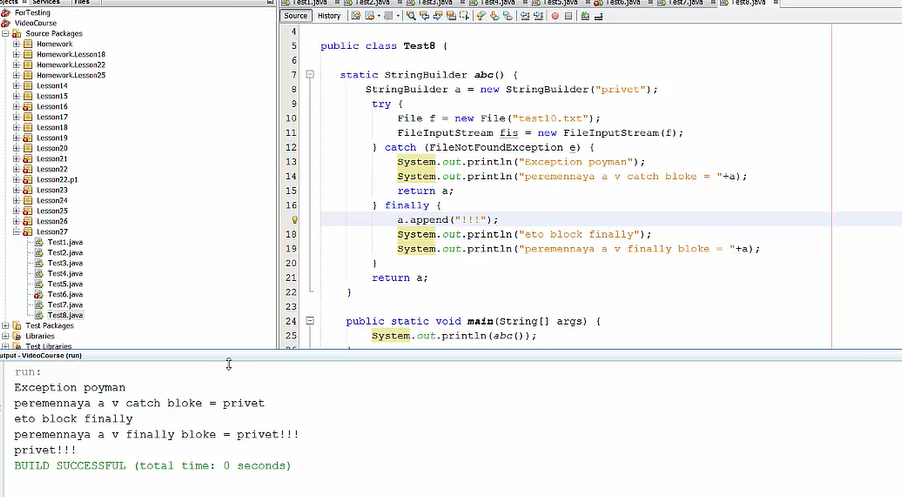 Projects
Files
Test1.java
Test2.java
Test3.java
Test4.java
Test5.java
Test6.java
Test7.java
Test8.java
Source
History
ForTesting
VideoCourse
Source Packages
Homework
Homework.Lesson18
Homework.Lesson22
Homework.Lesson25
Lesson14
Lesson15
Lesson16
Lesson17
Lesson18
Lesson19
Lesson20
Lesson21
Lesson22
Lesson22.p1
Lesson23
Lesson24
Lesson25
Lesson26
Lesson27
Test1.java
Test2.java
Test3.java
Test4.java
Test5.java
Test6.java
Test7.java
Test8.java
Test Packages
Libraries
Test Libraries
4
5 public class Test8 {
6
7 static StringBuilder abc() {
8 StringBuilder a = new StringBuilder("privet");
9 try {
10 File f = new File("test10.txt");
11 FileInputStream fis = new FileInputStream(f);
12 } catch (FileNotFoundException e) {
13 System.out.println("Exception poyman");
14 System.out.println("peremennaya a v catch bloke = "+a);
15 return a;
16 } finally {
a.append("!!!");
18 System.out.println("eto block finally");
19 System.out.println("peremennaya a v finally bloke = "+a);
20 }
21 return a;
22 }
23
24 public static void main(String[] args) {
25 System.out.println(abc());
utput - VideoCourse (run)
run:
Exception poyman
peremennaya a v catch bloke = privet
eto block finally
peremennaya a v finally bloke = privet!!!
privet!!!
BUILD SUCCESSFUL (total time: 0 seconds)